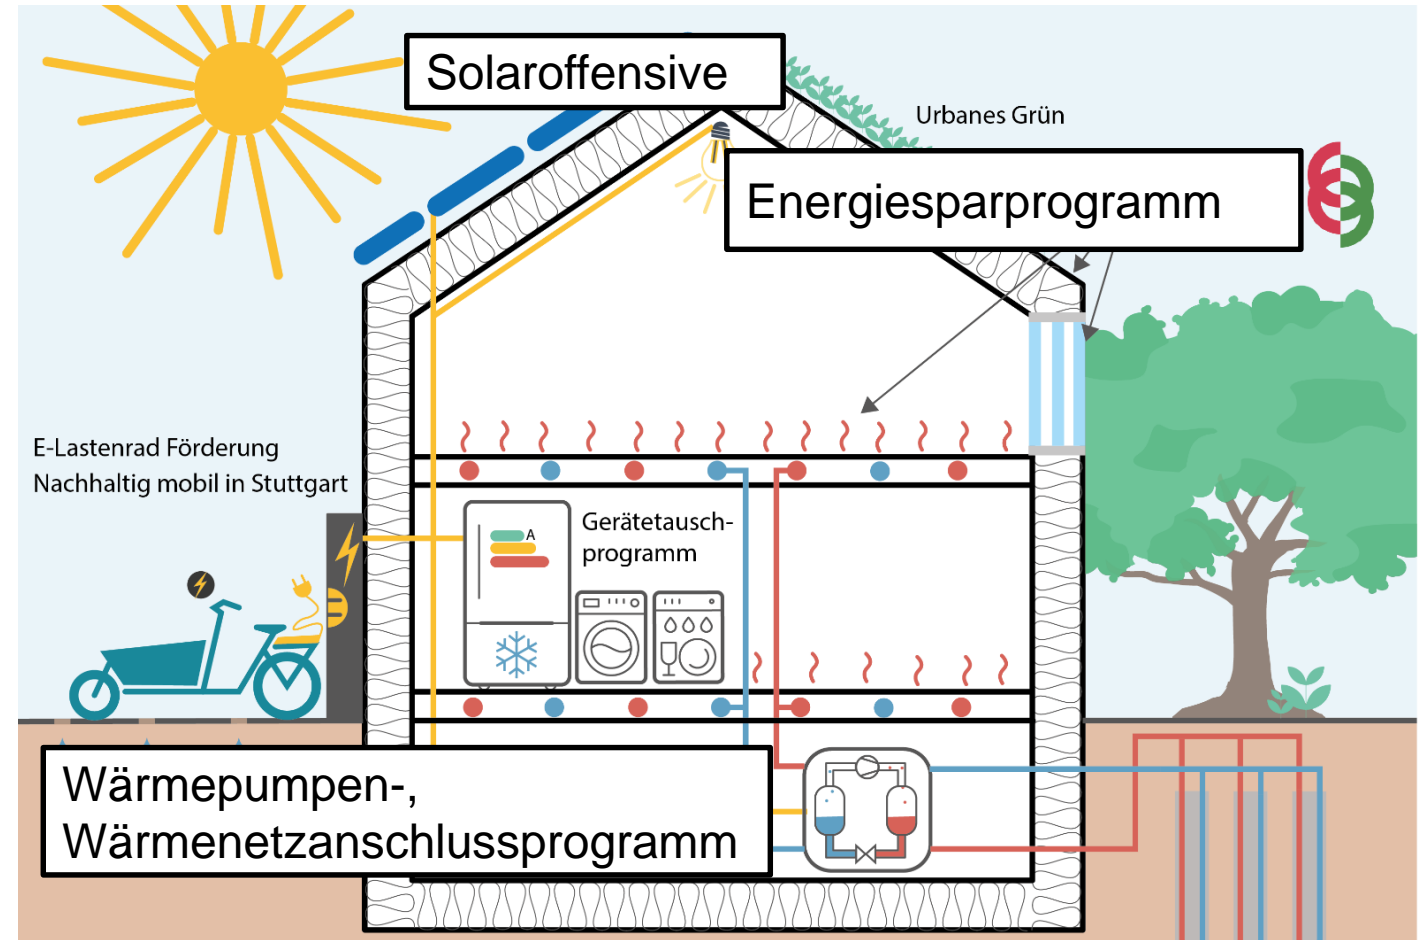 Solaroffensive
Urbanes Grün
Energiesparprogramm
E-Lastenrad Förderung
Nachhaltig mobil in Stuttgart
A
Gerätetausch-
programm
Wärmepumpen-,
Wärmenetzanschlussprogramm